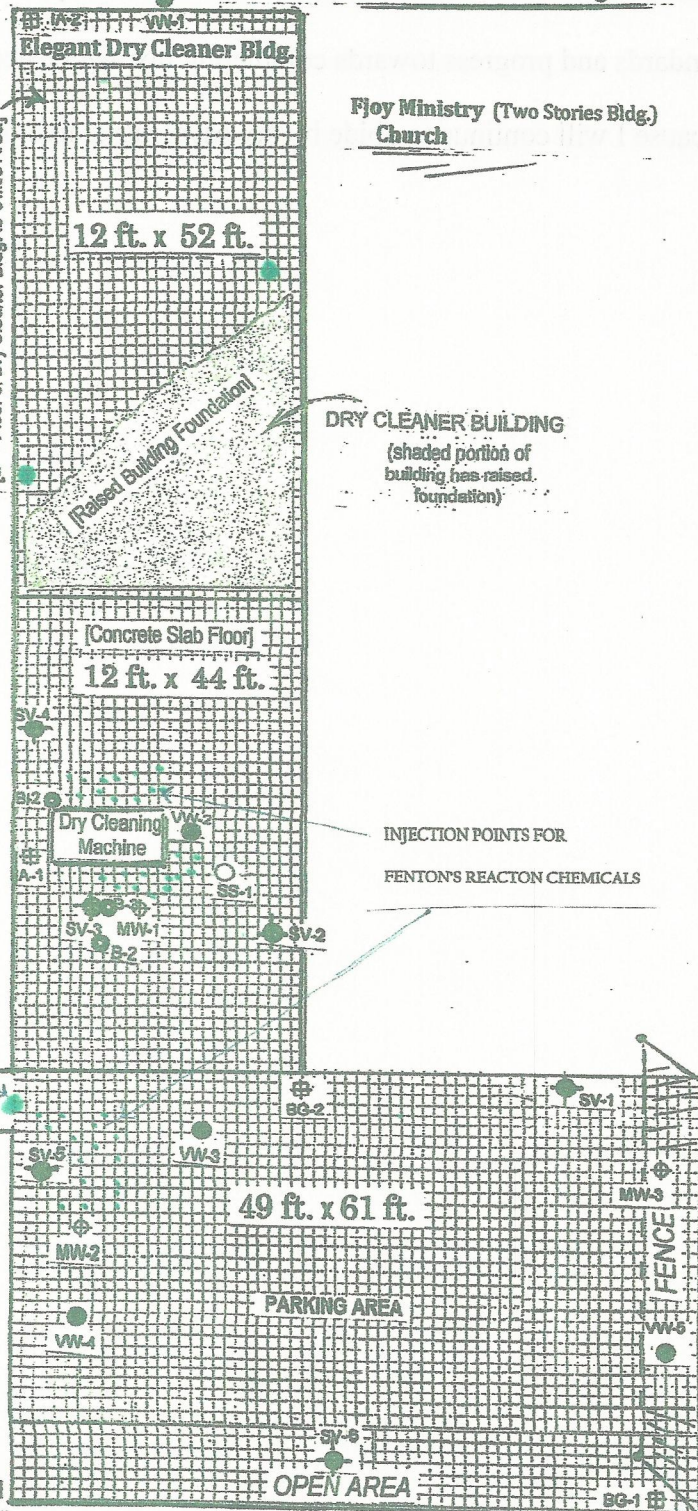 IA-2
VW-1
Elegant Dry Cleaner Bldg.
Fjoy Ministry (Two Stories Bldg.)
Church
12 ft. x 52 ft.
[Raised Building Foundation]
DRY CLEANER BUILDING
(shaded portion of
building has raised
foundation)
[Concrete Slab Floor]
12 ft. x 44 ft.
SV-4
B-2
Dry Cleaning
Machine
VW-2
INJECTION POINTS FOR
FENTON'S REACTON CHEMICALS
A-1
SS-1
SV-3
MW-1
SV-2
B-2
BG-2
SV-1
VW-3
SV-5
MW-3
49 ft. x 61 ft.
MW-2
FENCE
PARKING AREA
VW-4
VW-5
SV-6
OPEN AREA
BG-1